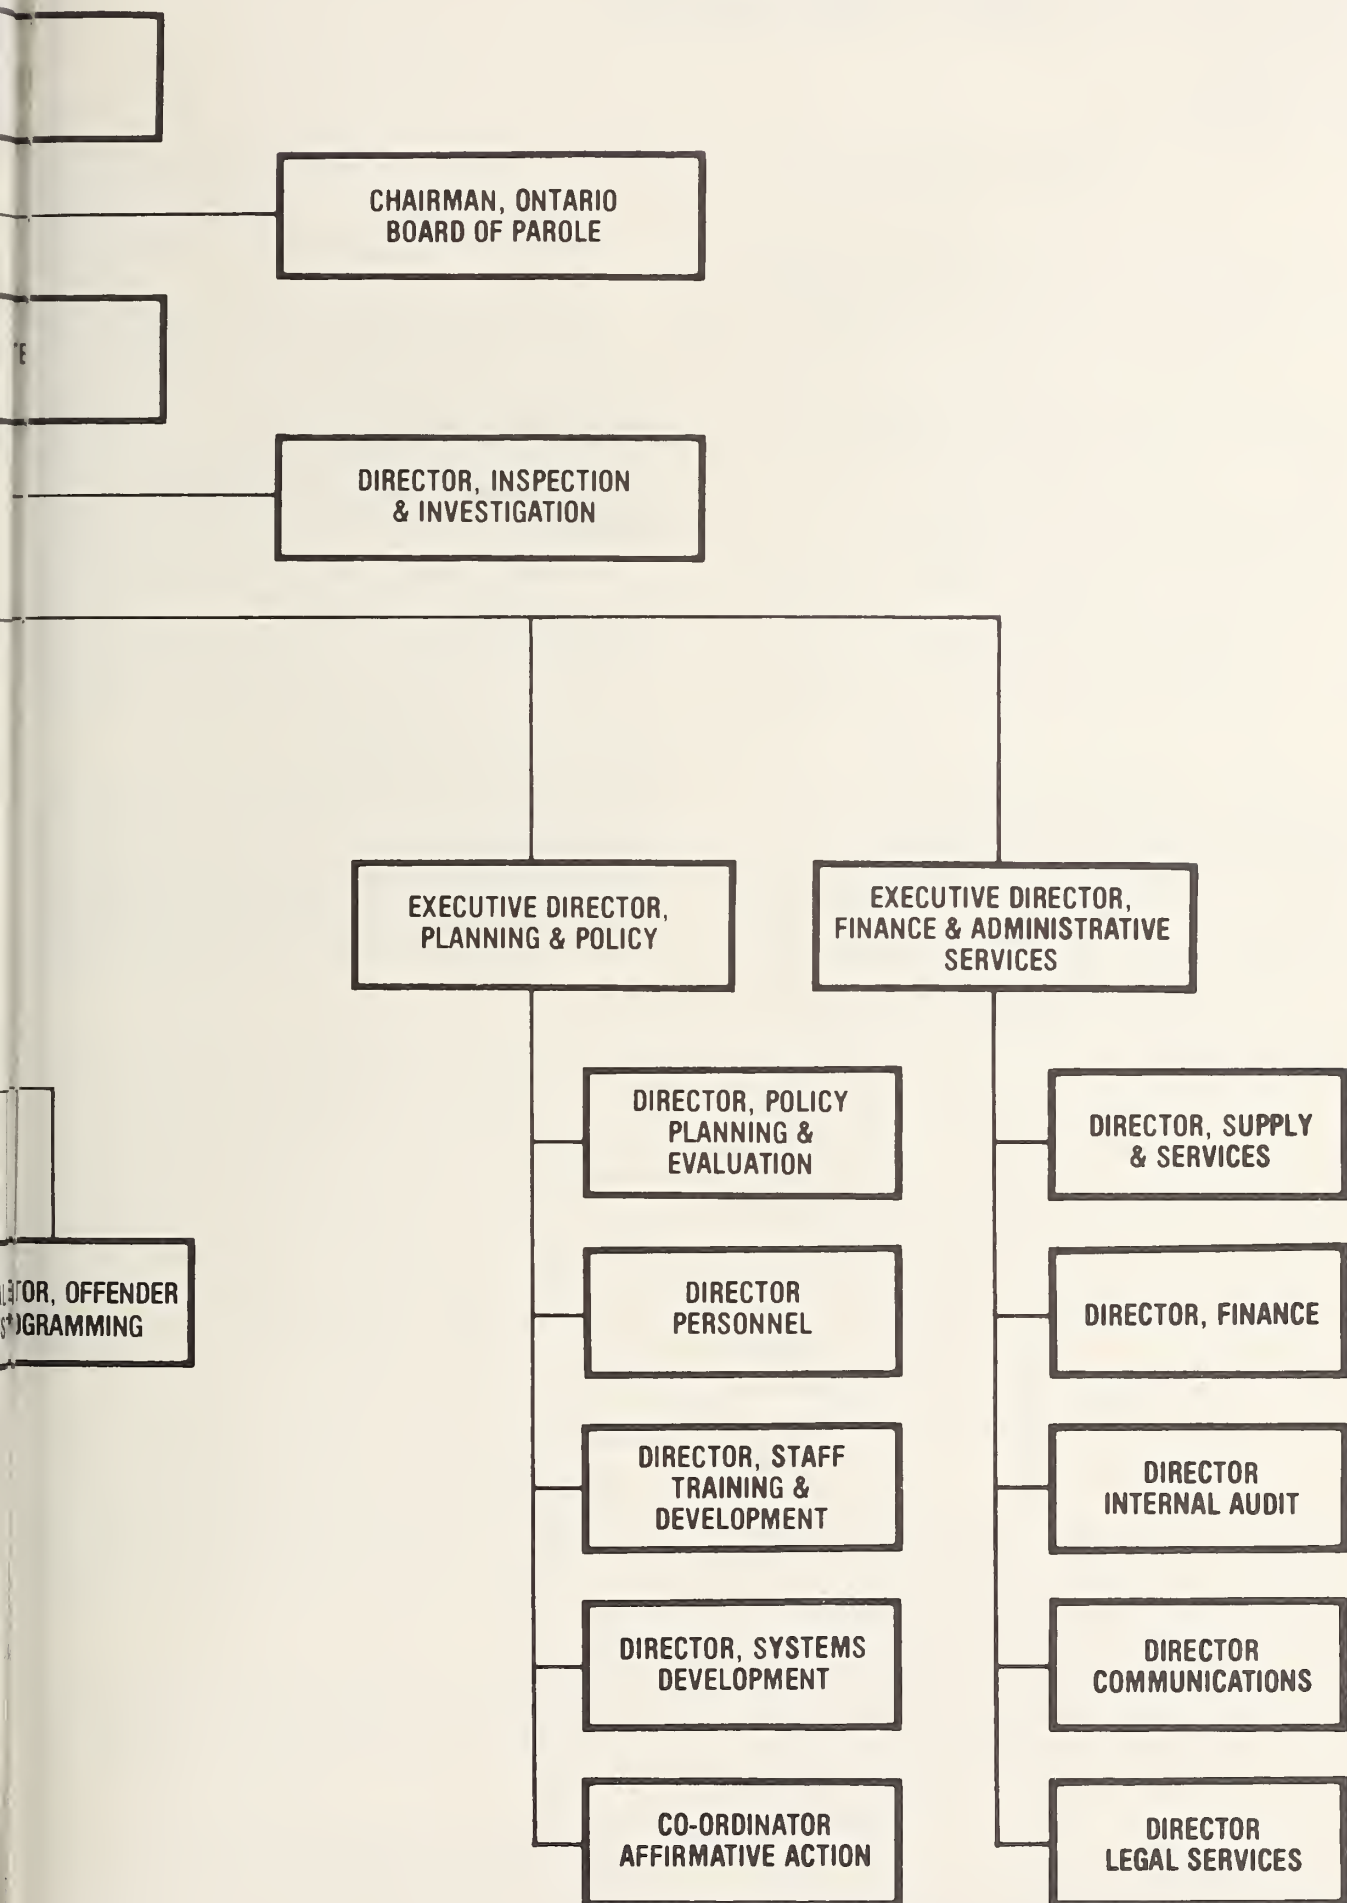 CHAIRMAN, ONTARIO
BOARD OF PAROLE
DIRECTOR, INSPECTION
& INVESTIGATION
EXECUTIVE DIRECTOR,
PLANNING & POLICY
EXECUTIVE DIRECTOR,
FINANCE & ADMINISTRATIVE
SERVICES
DIRECTOR, POLICY
PLANNING &
EVALUATION
DIRECTOR
PERSONNEL
DIRECTOR, STAFF
TRAINING &
DEVELOPMENT
DIRECTOR, SYSTEMS
DEVELOPMENT
CO-ORDINATOR
AFFIRMATIVE ACTION
DIRECTOR, SUPPLY
& SERVICES
DIRECTOR, FINANCE
DIRECTOR
INTERNAL AUDIT
DIRECTOR
COMMUNICATIONS
DIRECTOR
LEGAL SERVICES
OFFENDER